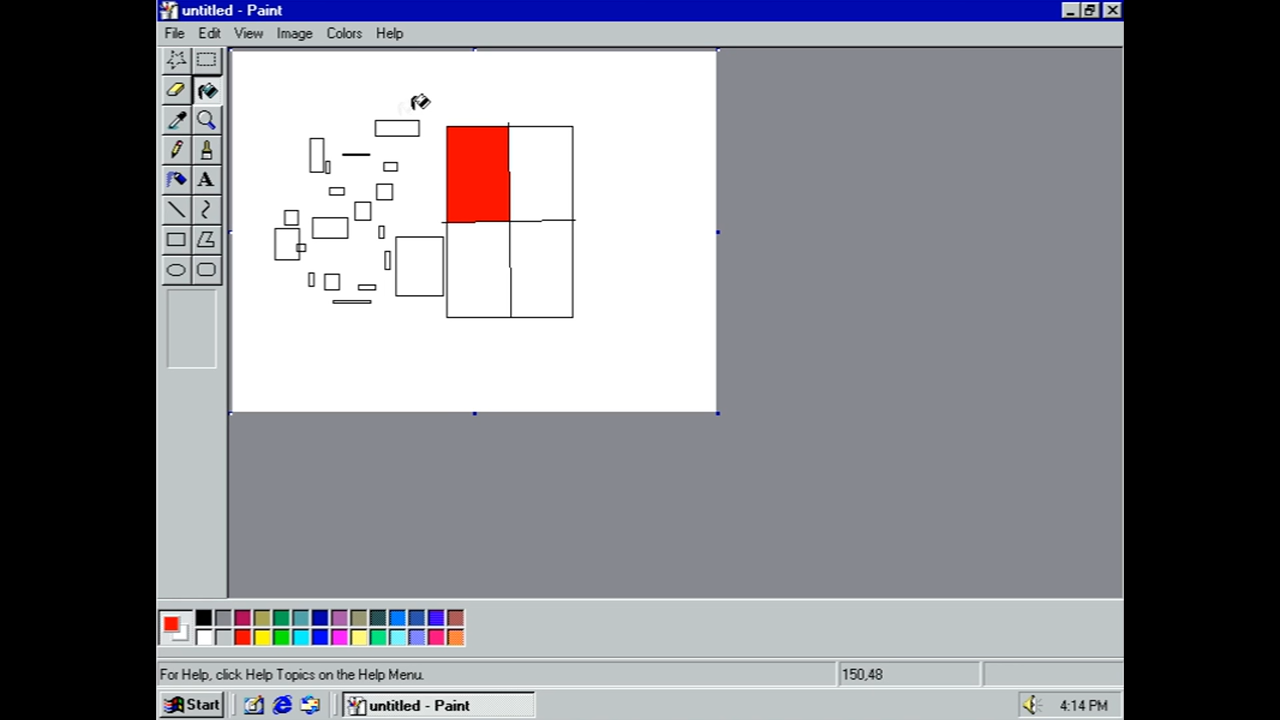 untitled - Paint
File Edit View Image Colors Help
A
For Help, click Help Topics on the Help Menu.
150,48
Start
untitled - Paint
4:14 PM